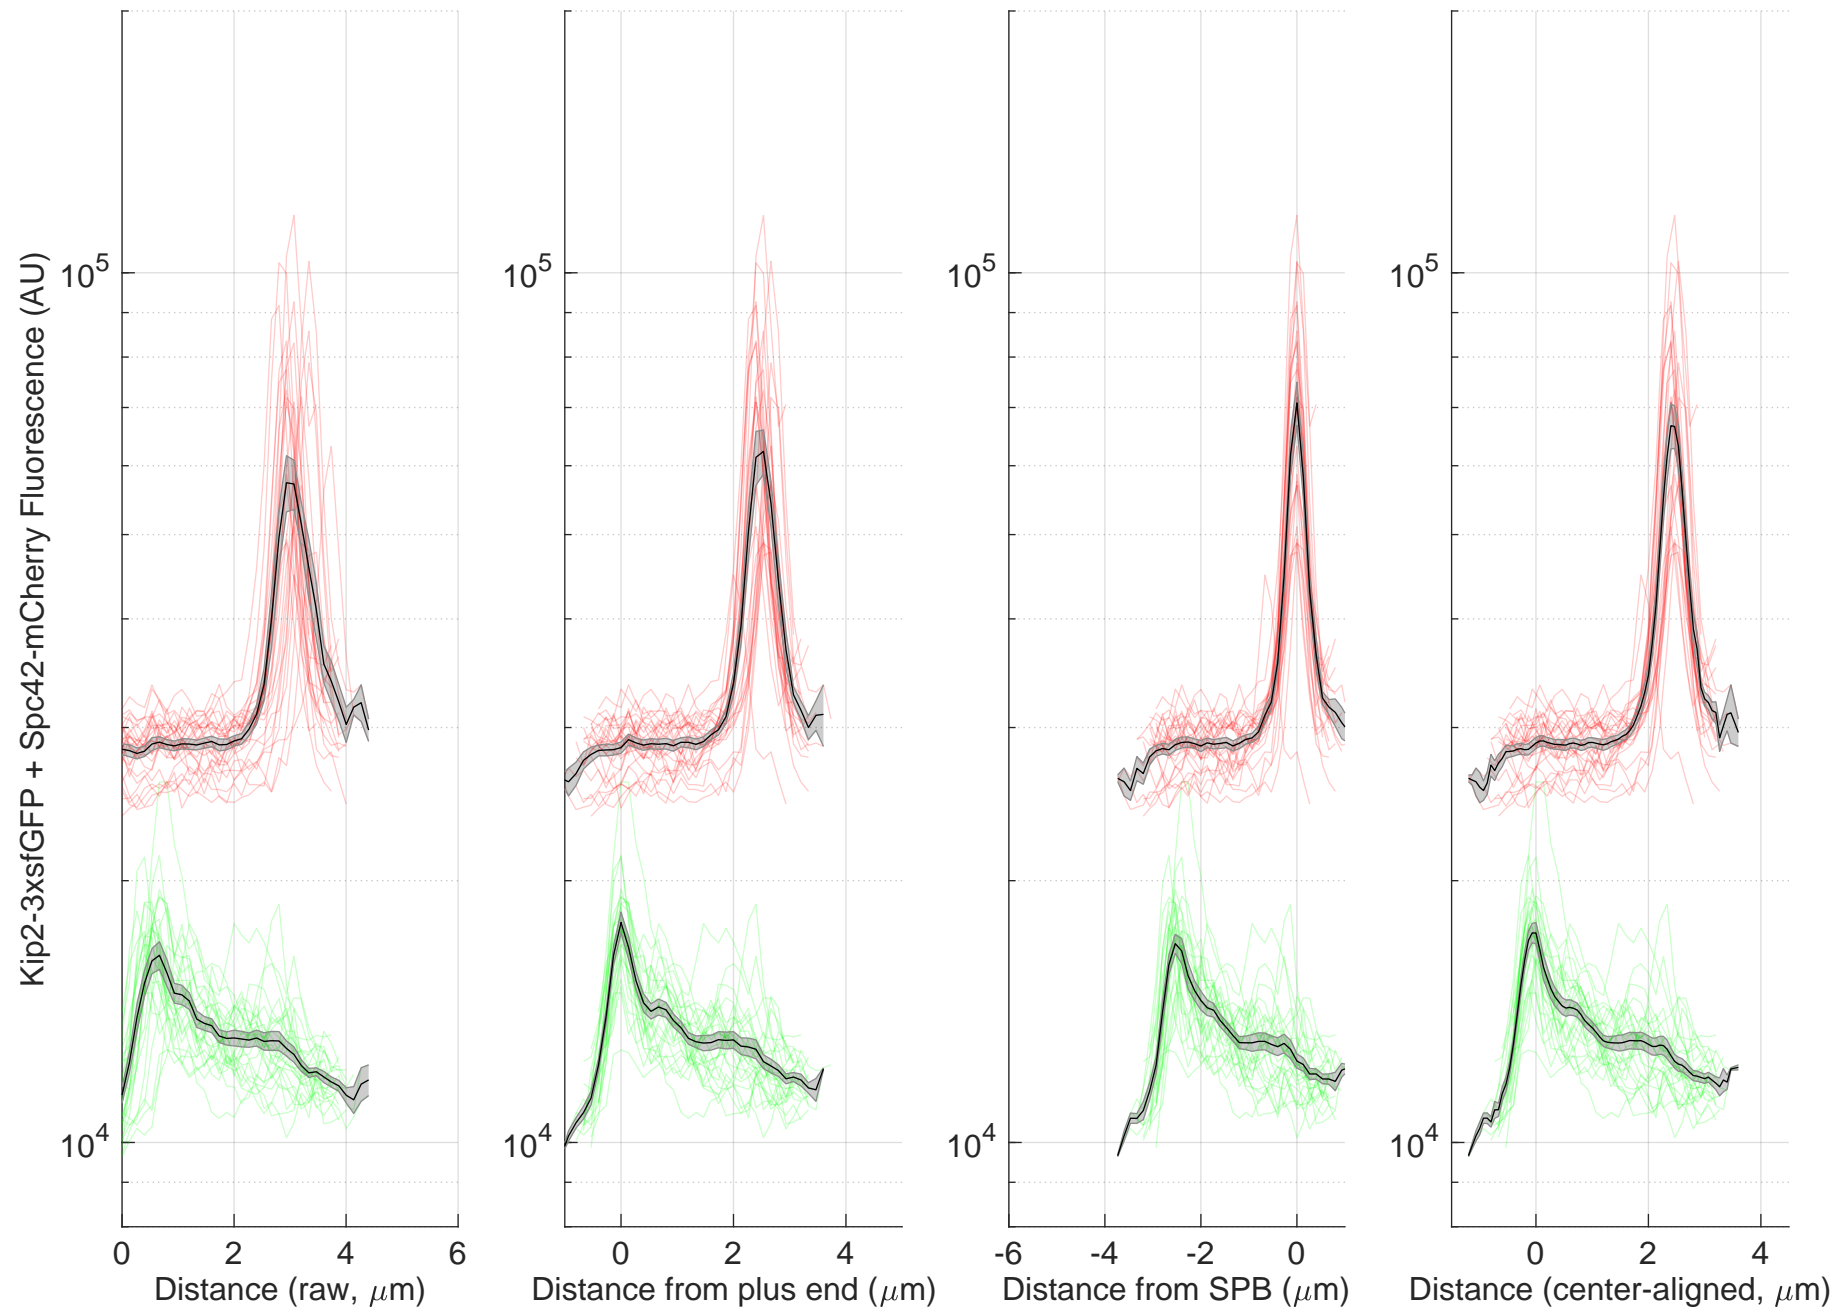 Kip2-3xsfGFP + Spc42-mCherry Fluorescence (AU)
10^5
10^4
0 2 4 6
Distance (raw, μm)
10^5
10^4
0 2 4
Distance from plus end (μm)
10^5
10^4
-6 -4 -2 0
Distance from SPB (μm)
10^5
10^4
0 2 4
Distance (center-aligned, μm)